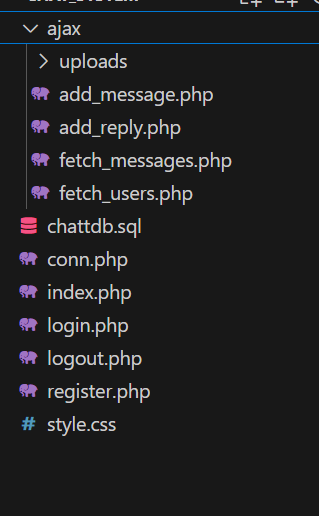 ajax
uploads
add_message.php
add_reply.php
fetch_messages.php
fetch_users.php
chattdb.sql
conn.php
index.php
login.php
logout.php
register.php
# style.css